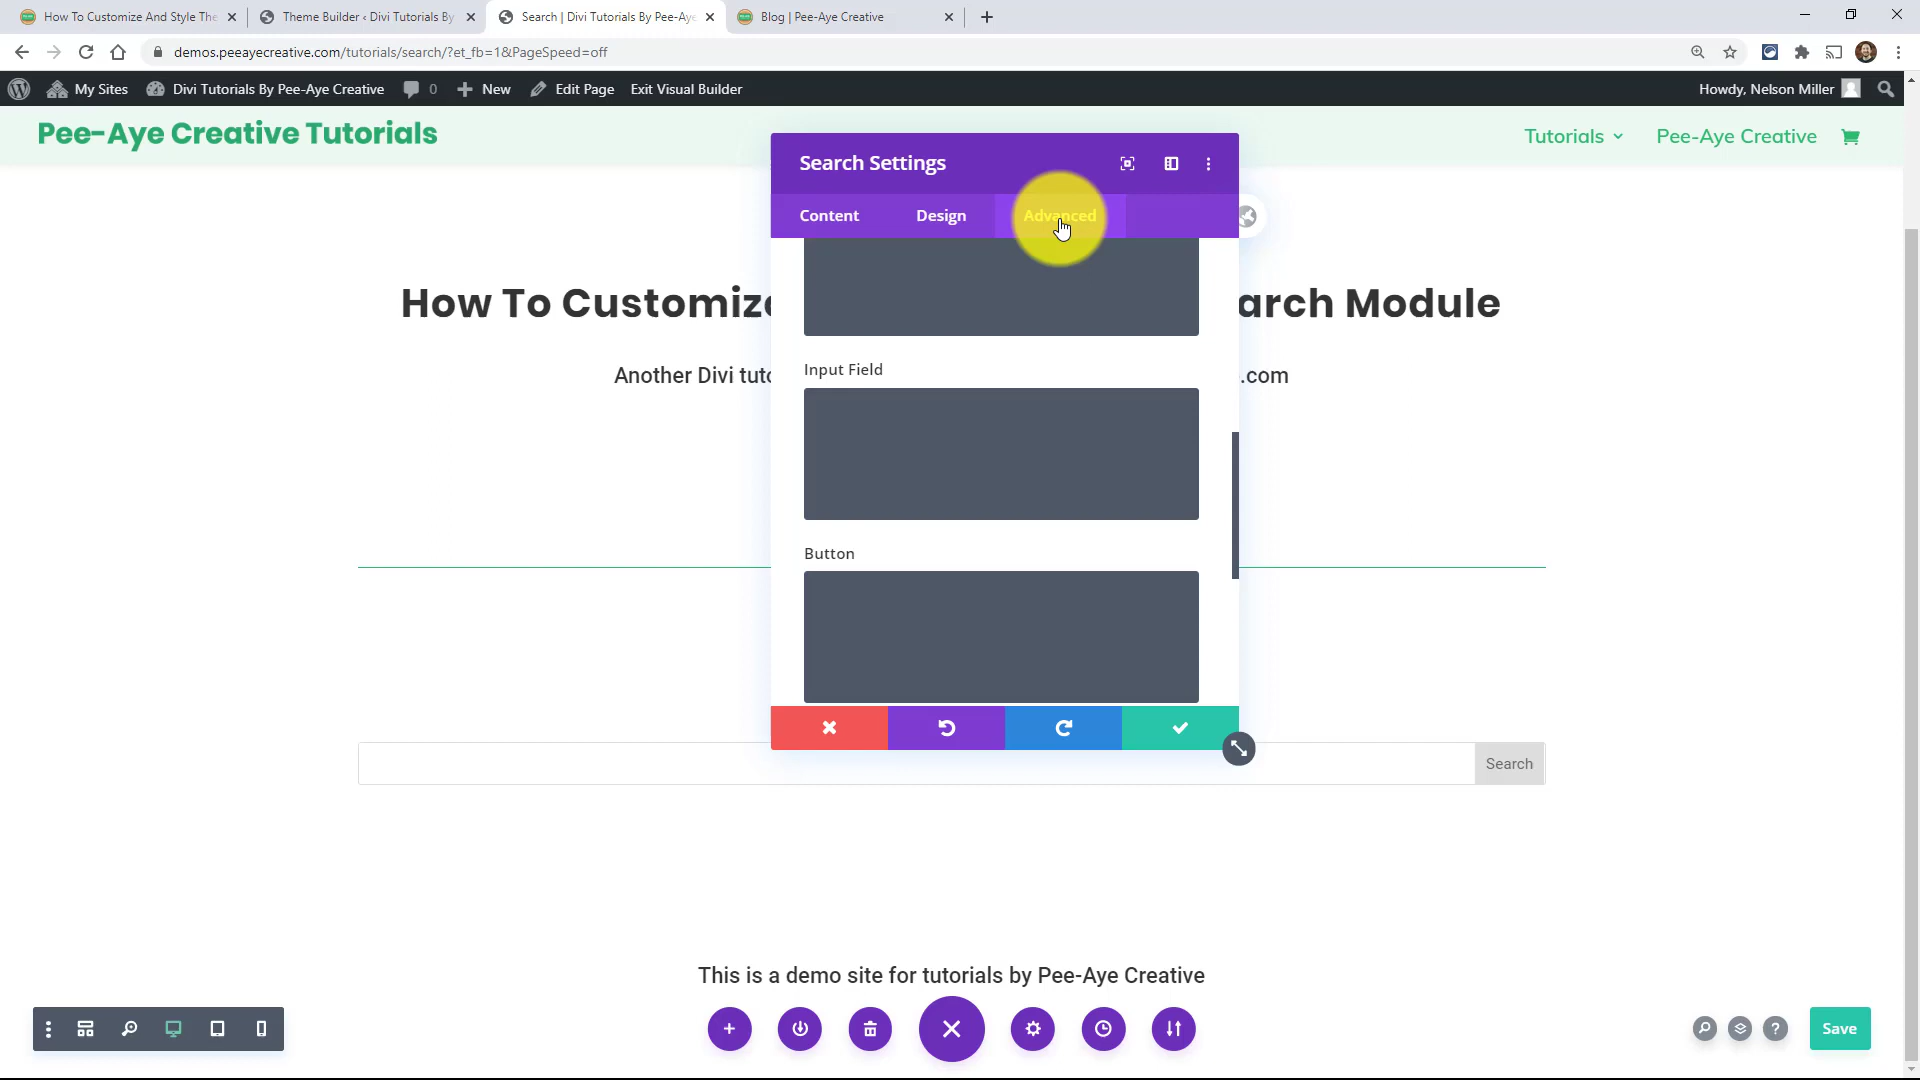 How To Customize And Style The
Theme Builder ‹ Divi Tutorials By
Search | Divi Tutorials By Pee-Aye
Blog | Pee-Aye Creative
demos.peeayecreative.com/tutorials/search/?et_fb=1&PageSpeed=off
My Sites
Divi Tutorials By Pee-Aye Creative
0
New
Edit Page
Exit Visual Builder
Howdy, Nelson Miller
Pee-Aye Creative Tutorials
Tutorials
Pee-Aye Creative
Search Settings
Content
Design
Advanced
How To Customize
arch Module
Another Divi tuto
.com
Input Field
Button
Search
This is a demo site for tutorials by Pee-Aye Creative
Save